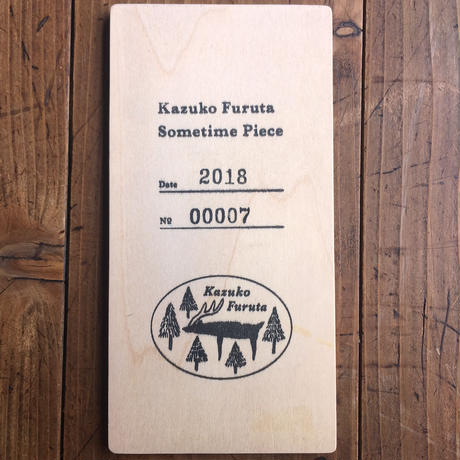 Kazuko Furuta
Sometime Piece
Date 2018
№ 00007
Kazuko
Furuta